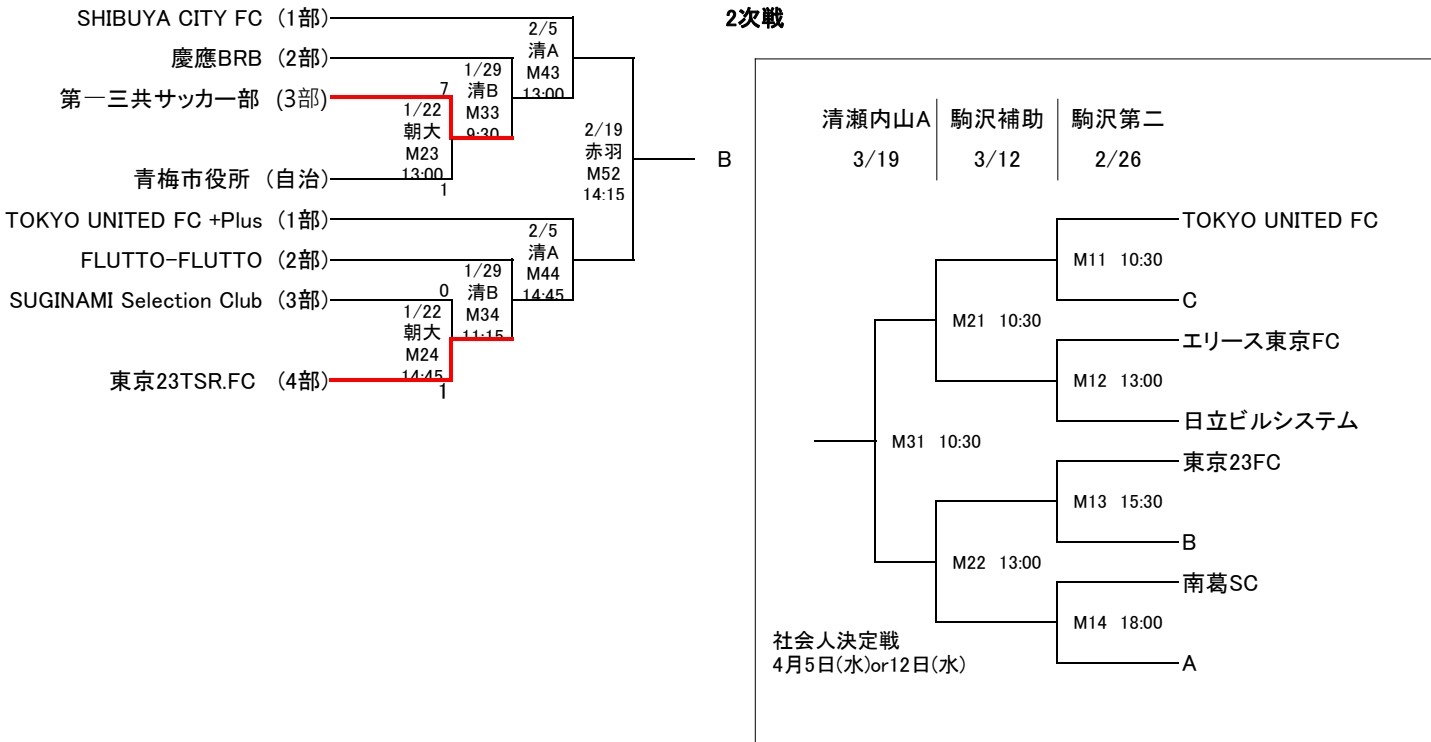 2次戦
SHIBUYA CITY FC (1部)
慶應BRB (2部)
第一三共サッカー部 (3部)
青梅市役所 (自治)
TOKYO UNITED FC +Plus (1部)
FLUTTO-FLUTTO (2部)
SUGINAMI Selection Club (3部)
東京23TSR.FC (4部)
7
1/22
朝大
M23
13:00
1
0
1/22
朝大
M24
14:45
1
1/29
清B
M33
9:30
1/29
清B
M34
11:15
2/5
清A
M43
13:00
2/5
清A
M44
14:45
2/19
赤羽
M52
14:15
B
清瀬内山A 駒沢補助 駒沢第二
3/19 3/12 2/26
TOKYO UNITED FC
M11 10:30
C
M21 10:30
エリース東京FC
M12 13:00
日立ビルシステム
M31 10:30
東京23FC
M13 15:30
B
M22 13:00
南葛SC
M14 18:00
A
社会人決定戦
4月5日(水)or12日(水)